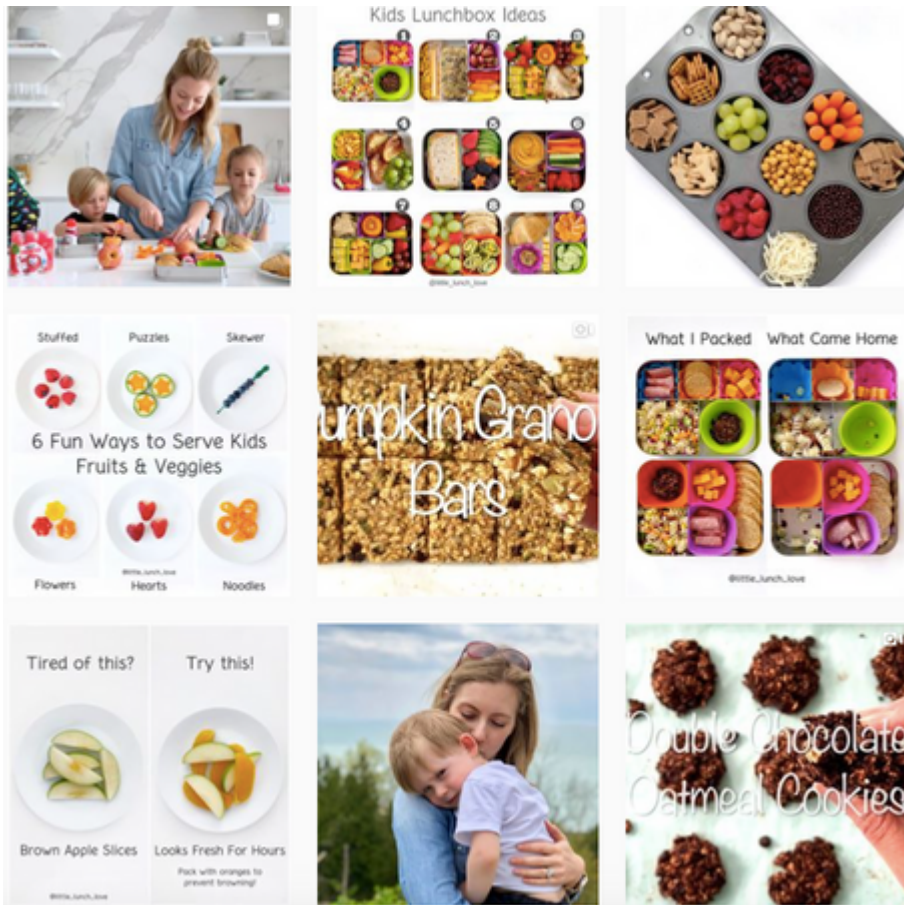 Kids Lunchbox Ideas
1 2 3
4 5 6
7 8 9
@little_lunch_love
Stuffed Puzzles Skewer
6 Fun Ways to Serve Kids
Fruits & Veggies
@little_lunch_love
Flowers Hearts Noodles
umpkin Grano
Bars
What I Packed What Came Home
@little_lunch_love
Tired of this? Try this!
Brown Apple Slices Looks Fresh For Hours
Pack with oranges to
prevent browning!
@little_lunch_love
Double Chocolate
Oatmeal Cookies